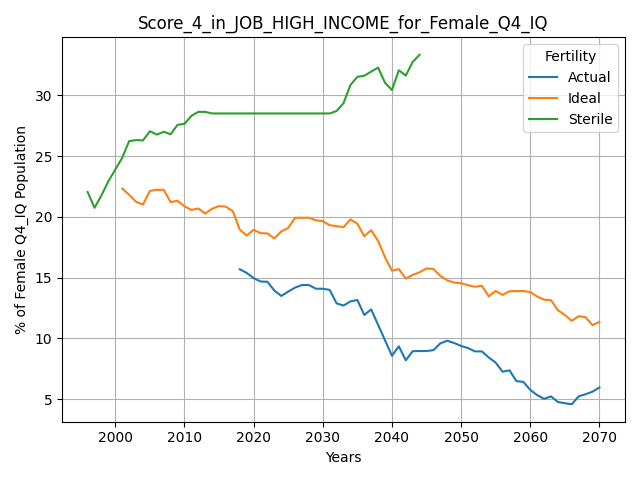 Score_4_in_JOB_HIGH_INCOME_for_Female_Q4_IQ
% of Female Q4_IQ Population
30
25
20
15
10
5
Fertility
Actual
Ideal
Sterile
2000 2010 2020 2030 2040 2050 2060 2070
Years